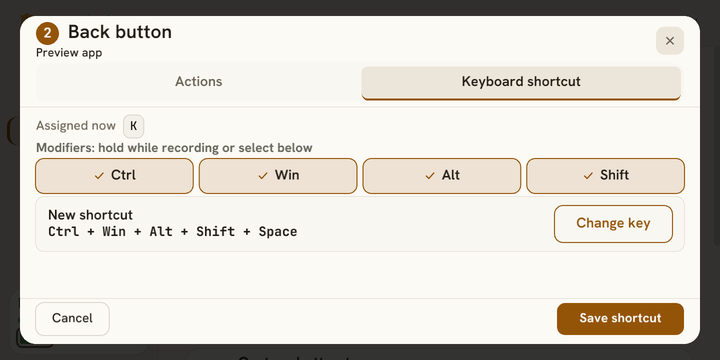 2 Back button
Preview app
Actions
Keyboard shortcut
Assigned now K
Modifiers: hold while recording or select below
Ctrl
Win
Alt
Shift
New shortcut
Ctrl + Win + Alt + Shift + Space
Change key
Cancel
Save shortcut